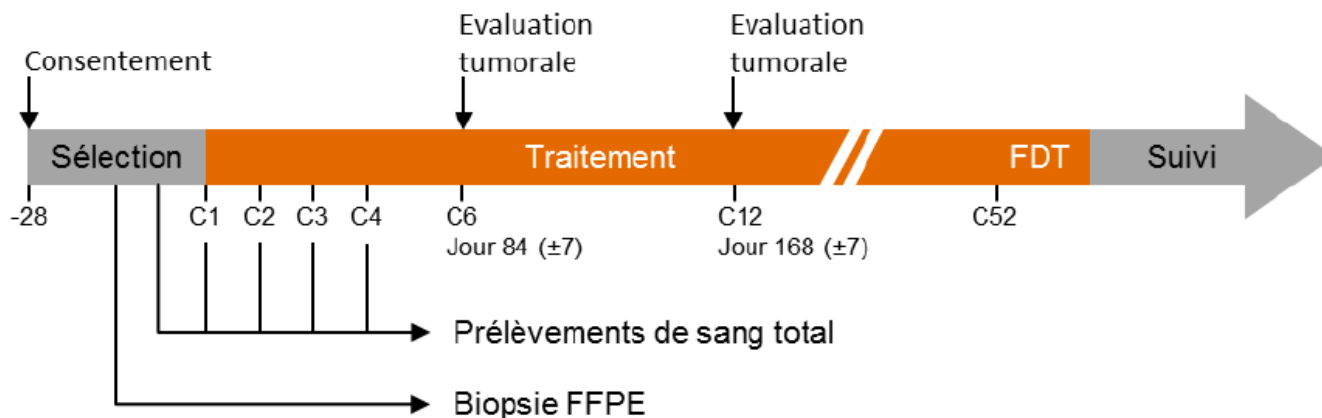 Consentement
Evaluation
tumorale
Evaluation
tumorale
Sélection
Traitement
FDT
Suivi
-28
C1
C2
C3
C4
C6
Jour 84 (±7)
C12
Jour 168 (±7)
C52
Prélèvements de sang total
Biopsie FFPE